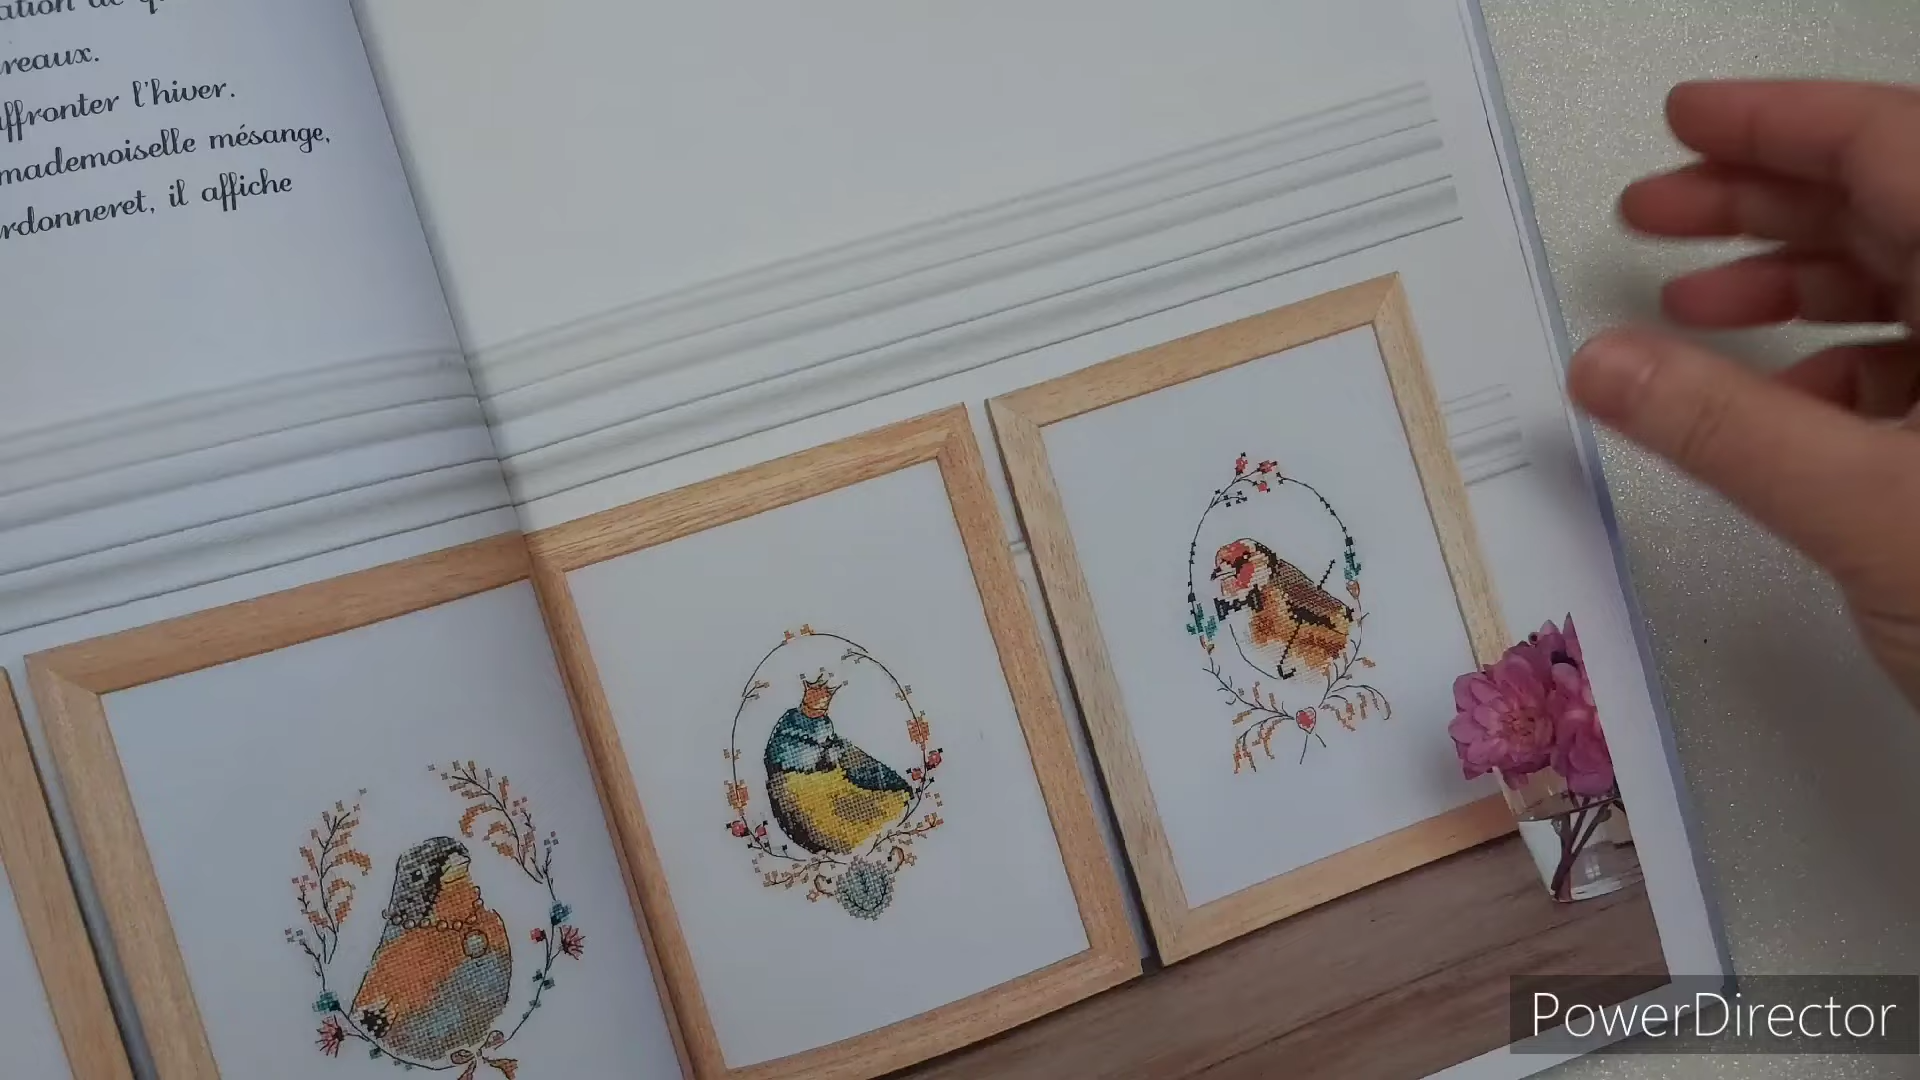 reaux.
affronter l'hiver.
mademoiselle mésange,
rdonneret, il affiche
PowerDirector